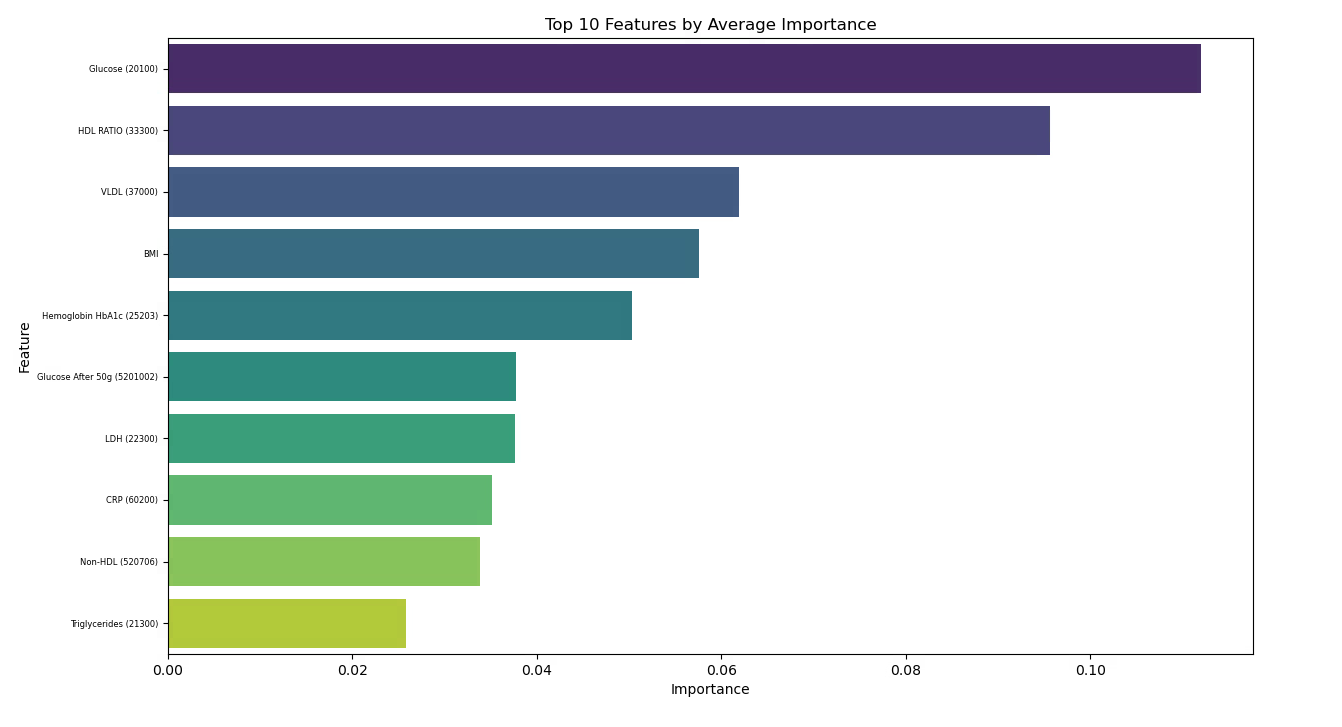 Top 10 Features by Average Importance
Glucose (20100)
HDL RATIO (33300)
VLDL (37000)
BMI
Hemoglobin HbA1c (25203)
Glucose After 50g (5201002)
LDH (22300)
CRP (60200)
Non-HDL (520706)
Triglycerides (21300)
Feature
0.00 0.02 0.04 0.06 0.08 0.10
Importance